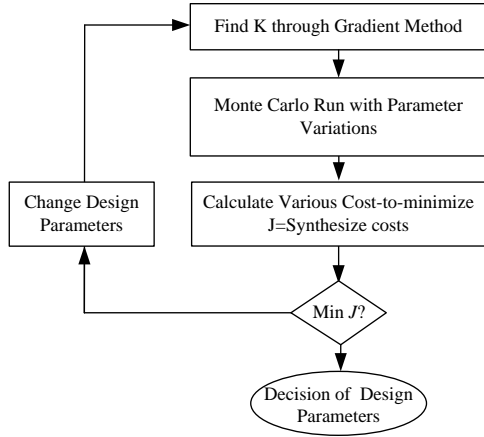 Find K through Gradient Method
Monte Carlo Run with Parameter
Variations
Change Design
Parameters
Calculate Various Cost-to-minimize
J=Synthesize costs
Min J?
Decision of Design
Parameters